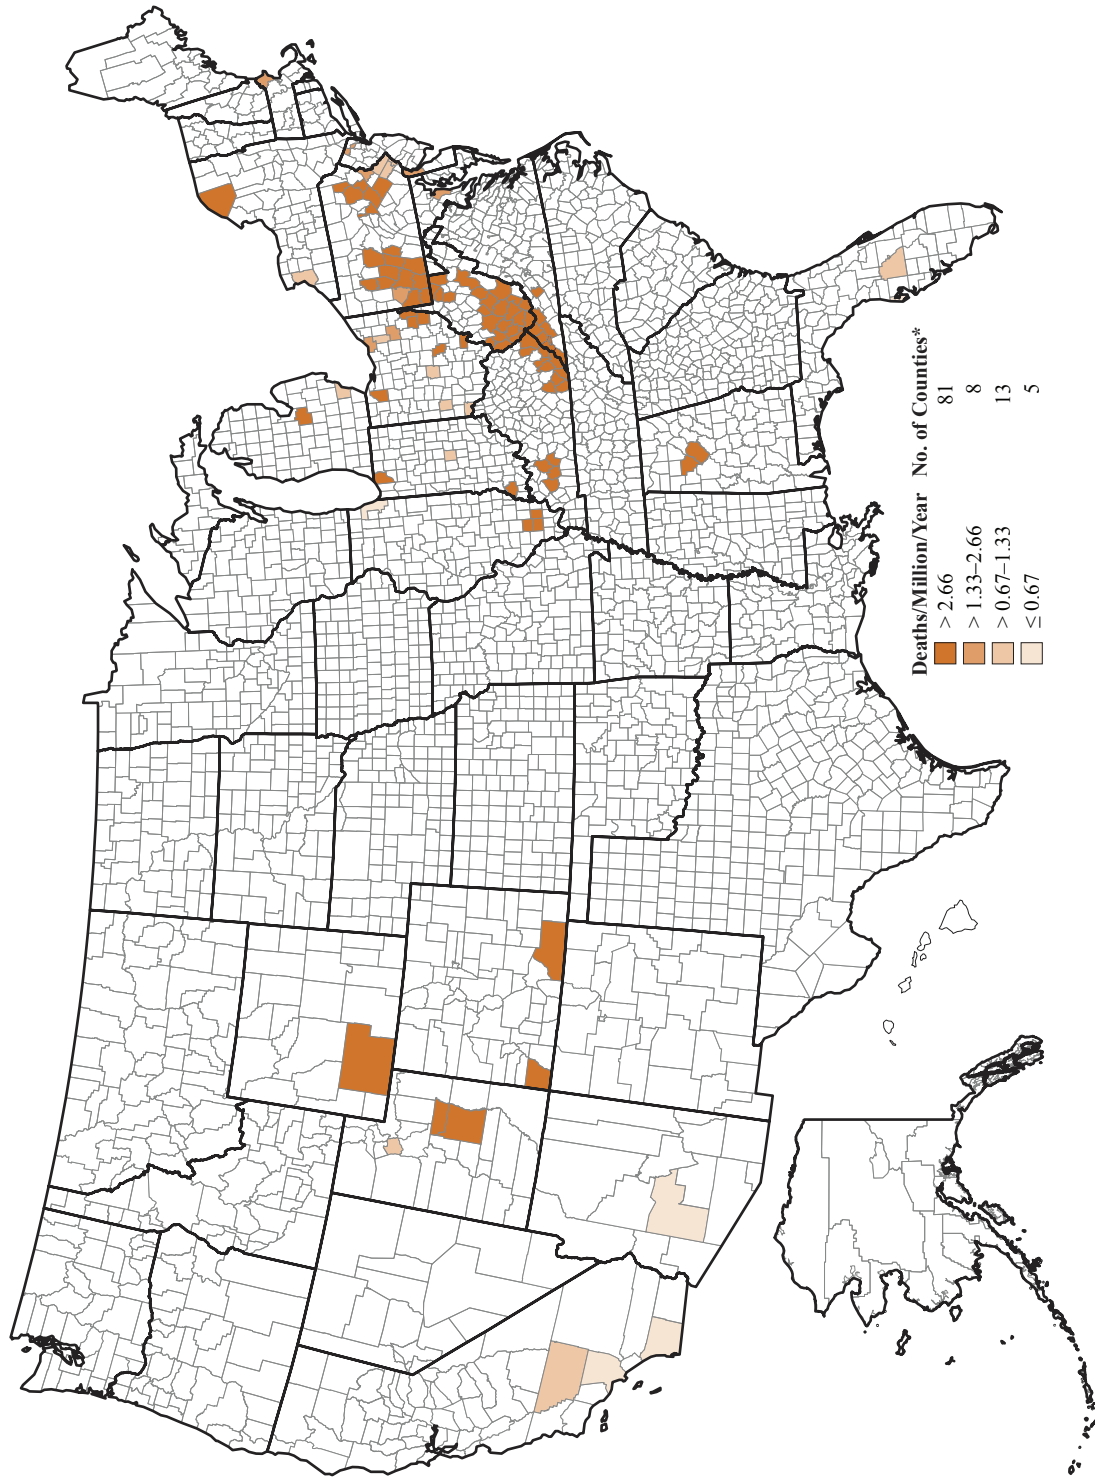 Deaths/Million/Year No. of Counties*
> 2.66 81
> 1.33–2.66 8
> 0.67–1.33 13
≤ 0.67 5